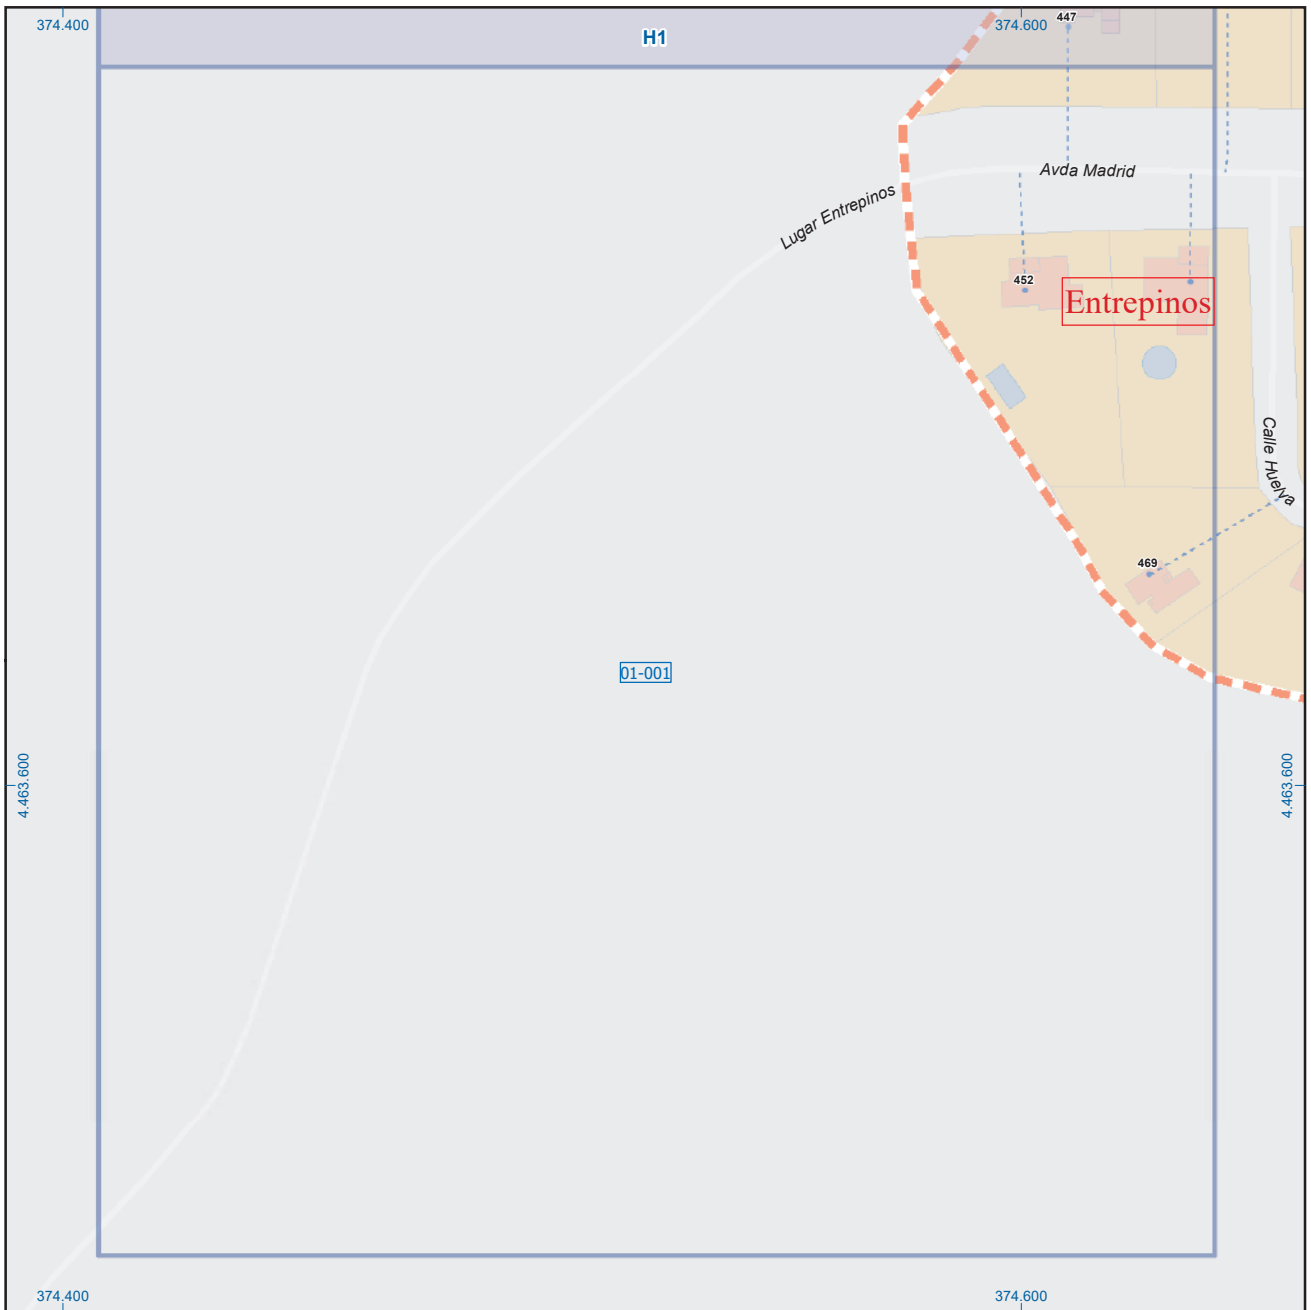 374.400
H1
374.600
447
Avda Madrid
Lugar Entrepinos
452
Entrepinos
Calle Huelva
469
01-001
4.463.600
4.463.600
374.400
374.600